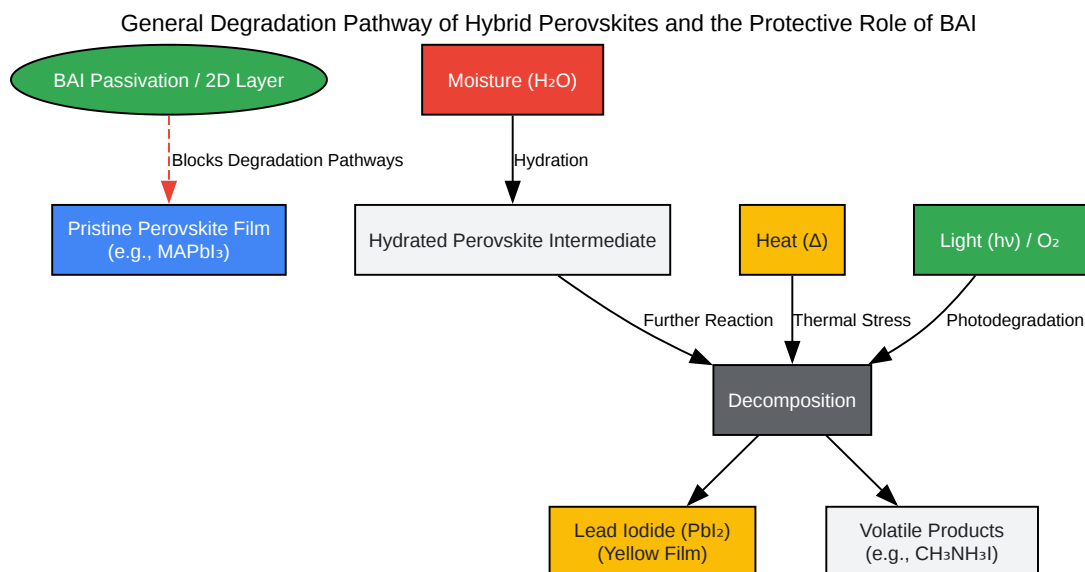 General Degradation Pathway of Hybrid Perovskites and the Protective Role of BAI
BAI Passivation / 2D Layer
Moisture (H₂O)
Blocks Degradation Pathways
Hydration
Pristine Perovskite Film
(e.g., MAPbI₃)
Hydrated Perovskite Intermediate
Heat (Δ)
Light (hν) / O₂
Further Reaction
Thermal Stress
Photodegradation
Decomposition
Lead Iodide (PbI₂)
(Yellow Film)
Volatile Products
(e.g., CH₃NH₃I)